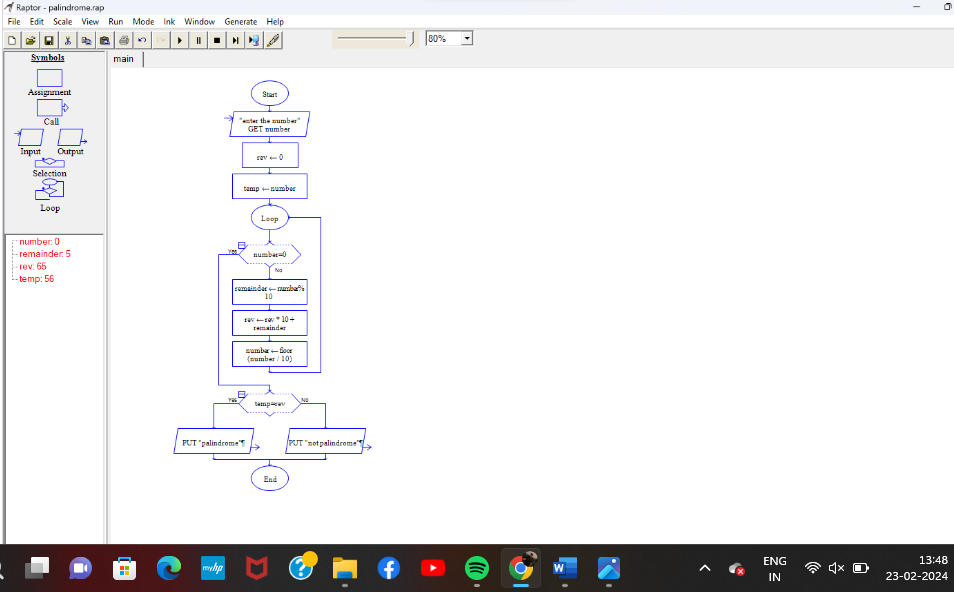 Raptor - palindrome.rap
File Edit Scale View Run Mode Ink Window Generate Help
80%
Symbols
main
Assignment
Call
Input Output
Selection
Loop
number: 0
remainder: 5
rev: 65
temp: 56
Start
"enter the number"
GET number
rev ← 0
temp ← number
Loop
Yes
number=0
No
remainder ← number%
10
rev ← rev * 10 +
remainder
number ← floor
(number / 10)
Yes
temp=rev
No
PUT "palindrome"¶
PUT "not palindrome"¶
End
myhp
W
ENG
IN
13:48
23-02-2024